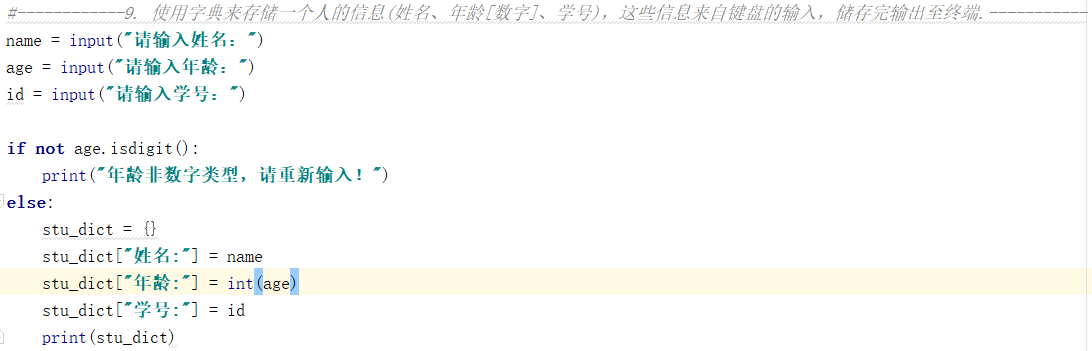 #------------9. 使用字典来存储一个人的信息(姓名、年龄[数字]、学号)，这些信息来自键盘的输入，储存完输出至终端.------------
name = input("请输入姓名：")
age = input("请输入年龄：")
id = input("请输入学号：")
if not age.isdigit():
    print("年龄非数字类型，请重新输入！")
else:
    stu_dict = {}
    stu_dict["姓名:"] = name
    stu_dict["年龄:"] = int(age)
    stu_dict["学号:"] = id
    print(stu_dict)